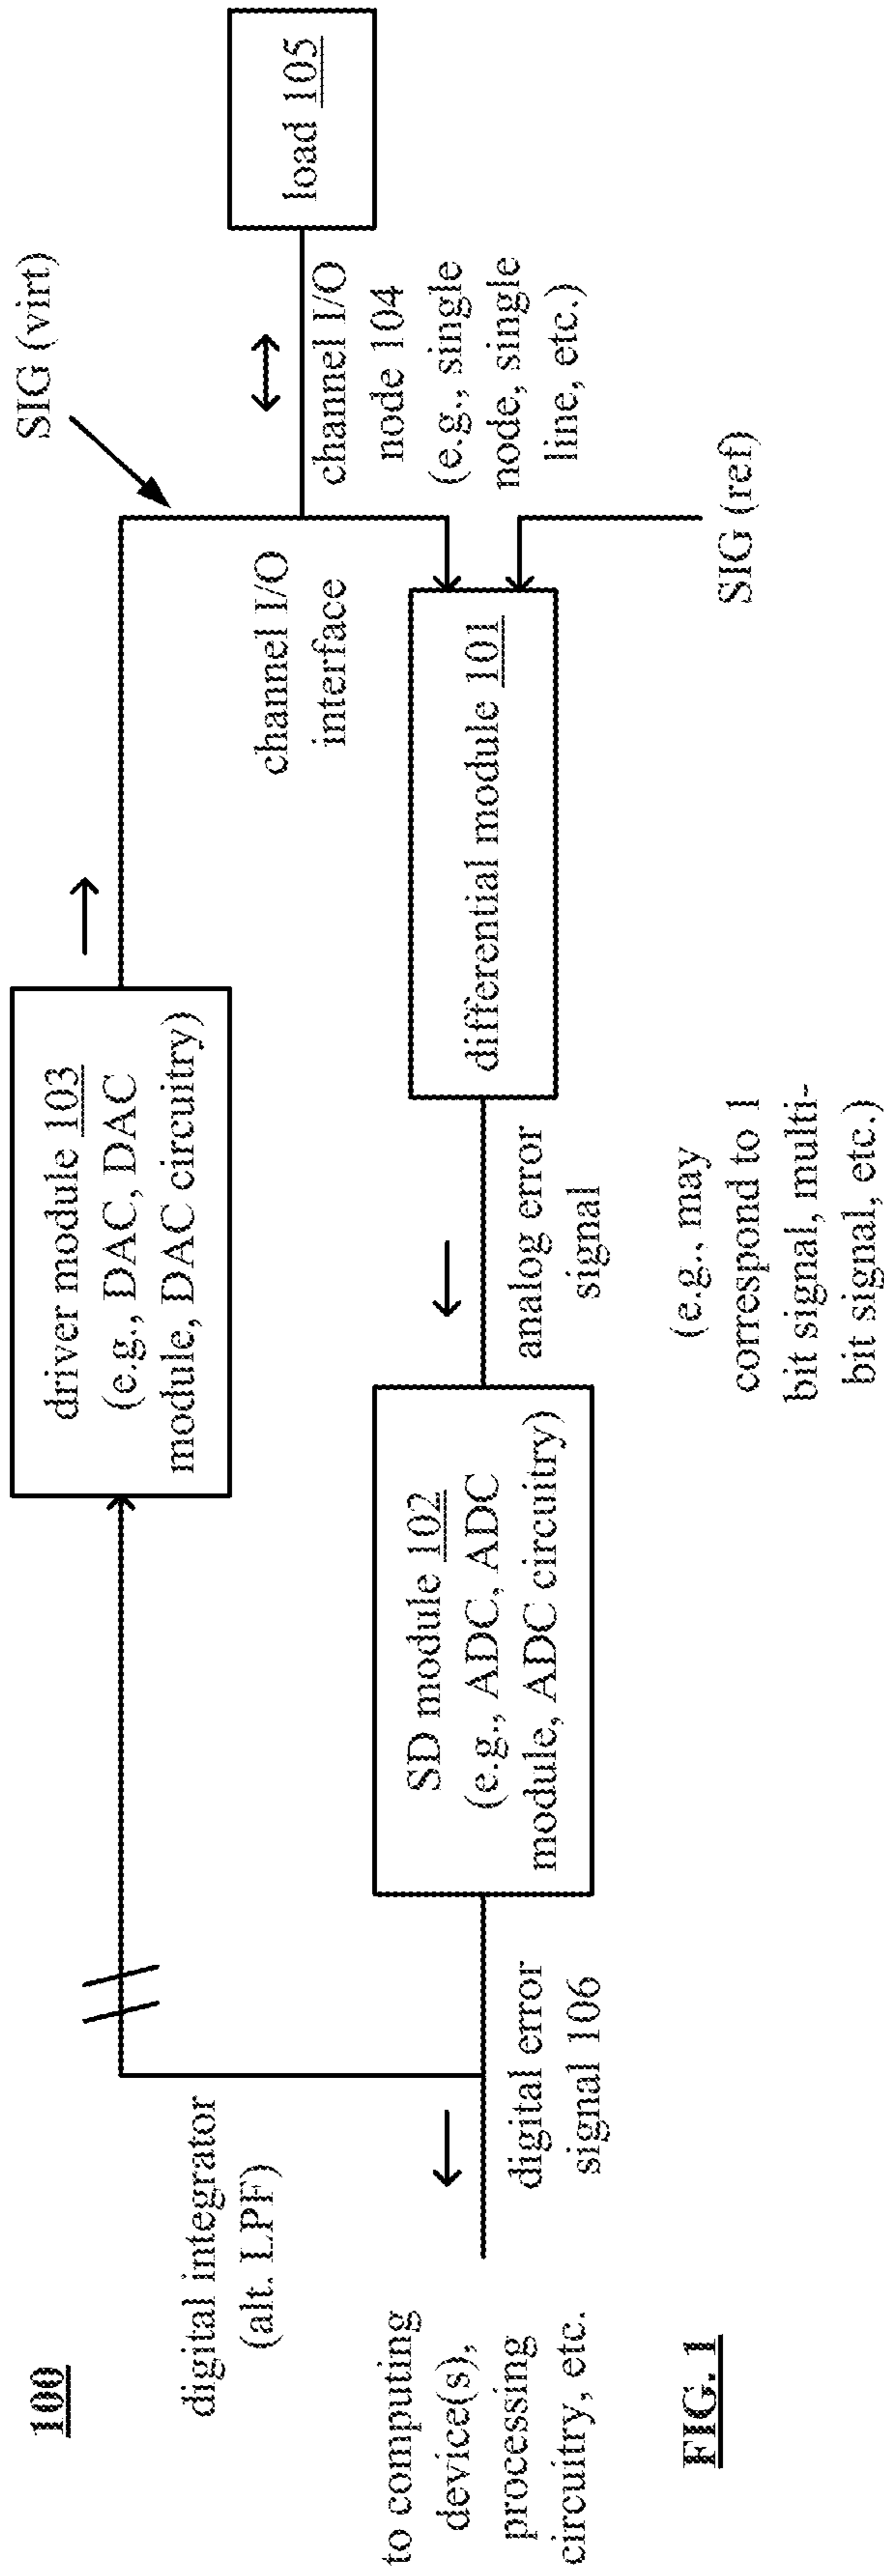 100
digital integrator
(alt. LPF)
driver module 103
(e.g., DAC, DAC
module, DAC circuitry)
SIG (virt)
load 105
channel I/O
interface
channel I/O
node 104
(e.g., single
node, single
line, etc.)
to computing
device(s),
processing
circuitry, etc.
digital error
signal 106
SD module 102
(e.g., ADC, ADC
module, ADC circuitry)
analog error
signal
differential module 101
SIG (ref)
(e.g., may
correspond to 1
bit signal, multi-
bit signal, etc.)
FIG. 1